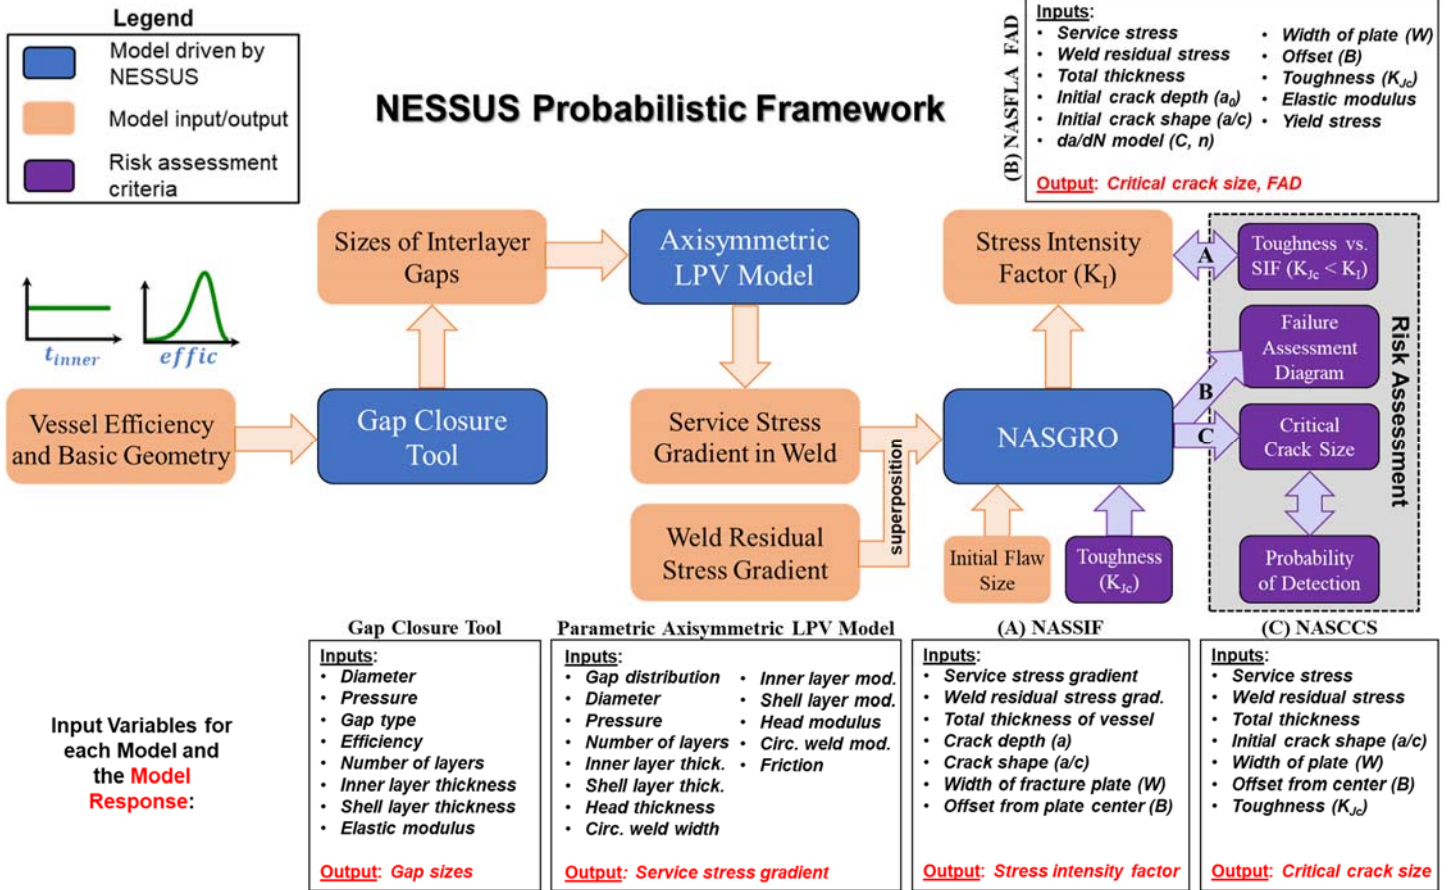 Legend
Model driven by
NESSUS
Model input/output
Risk assessment
criteria
NESSUS Probabilistic Framework
(B) NASFLA FAD
Inputs:
• Service stress
• Weld residual stress
• Total thickness
• Initial crack depth (a₀)
• Initial crack shape (a/c)
• da/dN model (C, n)
• Width of plate (W)
• Offset (B)
• Toughness (K_Jc)
• Elastic modulus
• Yield stress
Output: Critical crack size, FAD
Sizes of Interlayer
Gaps
Axisymmetric
LPV Model
Stress Intensity
Factor (K_I)
A
Toughness vs.
SIF (K_Jc < K_I)
t_inner
effic
Failure
Assessment
Diagram
Risk Assessment
B
Vessel Efficiency
and Basic Geometry
Gap Closure
Tool
Service Stress
Gradient in Weld
superposition
NASGRO
C
Critical
Crack Size
Weld Residual
Stress Gradient
Initial Flaw
Size
Toughness
(K_Jc)
Probability
of Detection
Input Variables for
each Model and
the Model
Response:
Gap Closure Tool
Inputs:
• Diameter
• Pressure
• Gap type
• Efficiency
• Number of layers
• Inner layer thickness
• Shell layer thickness
• Elastic modulus
Output: Gap sizes
Parametric Axisymmetric LPV Model
Inputs:
• Gap distribution
• Diameter
• Pressure
• Number of layers
• Inner layer thick.
• Shell layer thick.
• Head thickness
• Circ. weld width
• Inner layer mod.
• Shell layer mod.
• Head modulus
• Circ. weld mod.
• Friction
Output: Service stress gradient
(A) NASSIF
Inputs:
• Service stress gradient
• Weld residual stress grad.
• Total thickness of vessel
• Crack depth (a)
• Crack shape (a/c)
• Width of fracture plate (W)
• Offset from plate center (B)
Output: Stress intensity factor
(C) NASCCS
Inputs:
• Service stress
• Weld residual stress
• Total thickness
• Initial crack shape (a/c)
• Width of plate (W)
• Offset from center (B)
• Toughness (K_Jc)
Output: Critical crack size